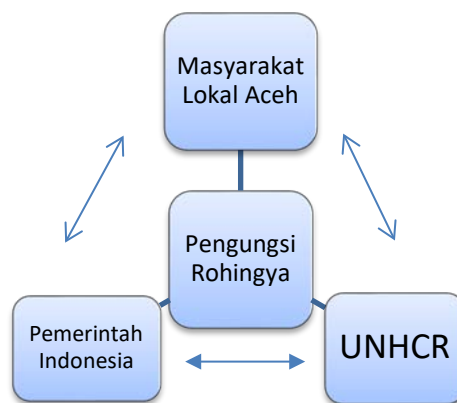 Masyarakat
Lokal Aceh
Pengungsi
Rohingya
Pemerintah
Indonesia
UNHCR